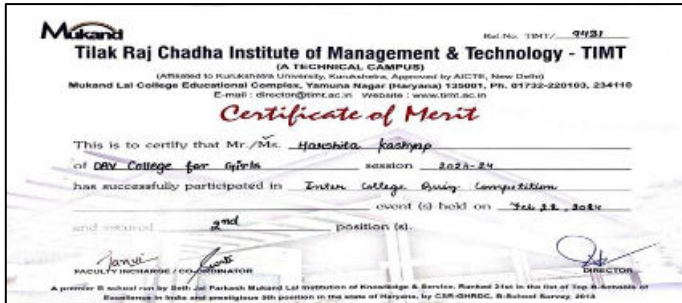 Mukand
Ref.No. TIMT/ 9431
Tilak Raj Chadha Institute of Management & Technology - TIMT
(A TECHNICAL CAMPUS)
(Affiliated to Kurukshetra University, Kurukshetra, Approved by AICTE, New Delhi)
Mukand Lal College Educational Complex, Yamuna Nagar (Haryana) 135001, Ph. 01732-220103, 234110
E-mail : director@timt.ac.in Website : www.timt.ac.in
Certificate of Merit
This is to certify that Mr./Ms. Harshita Kashyap
of DAV College for Girls session 2023-24
has successfully participated in Inter College Quiz Competition
event (s) held on Feb 22, 2024
and secured 2nd position (s).
FACULTY INCHARGE / CO-ORDINATOR
DIRECTOR
A premier B school run by Seth Jai Parkash Mukand Lal Institution of Knowledge & Service, Ranked 21st in the list of Top B-Schools of
Excellence in India and prestigious 5th position in the state of Haryana, by CSR-GHRDC, B-School Survey, 2014